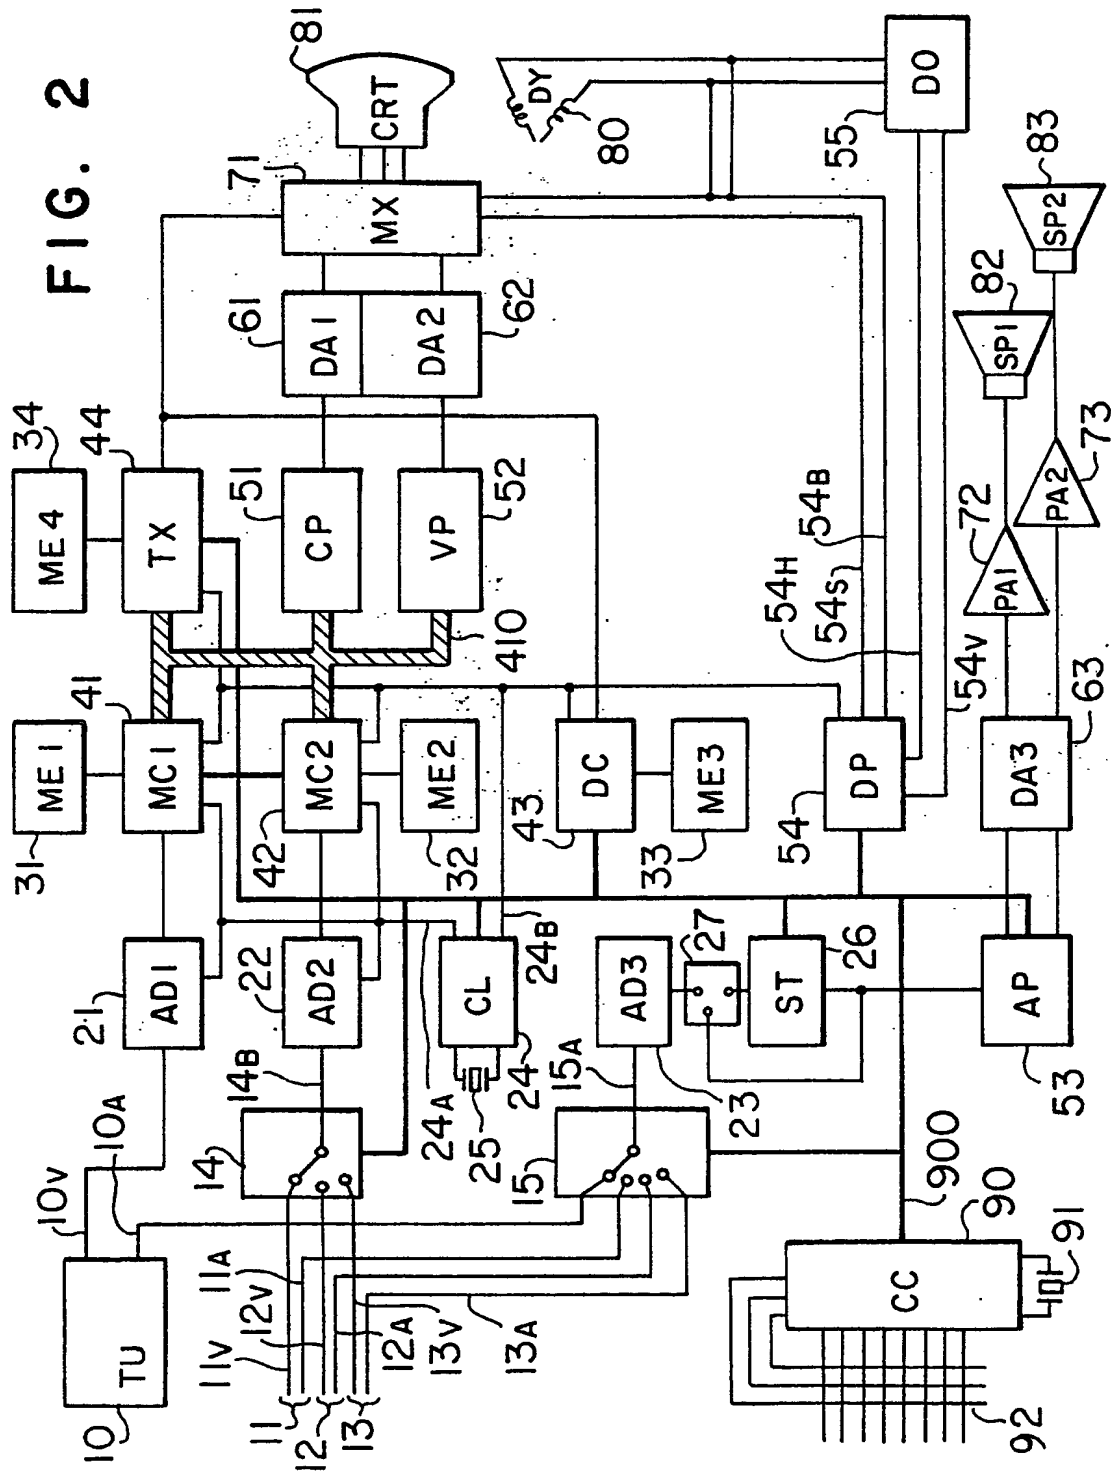 FIG. 2
10
TU
10V
10A
11
12
13
11V
11A
12V
12A
13V
13A
14
14B
15
15A
21
AD1
22
AD2
23
AD3
24
CL
24A
24B
25
26
ST
27
31
ME1
32
ME2
33
ME3
34
ME4
41
MC1
42
MC2
43
DC
44
TX
410
51
CP
52
VP
53
AP
54
DP
54H
54S
54B
54V
55
DO
61
DA1
62
DA2
63
DA3
71
MX
72
PA1
73
PA2
80
DY
81
CRT
82
SP1
83
SP2
90
CC
900
91
92